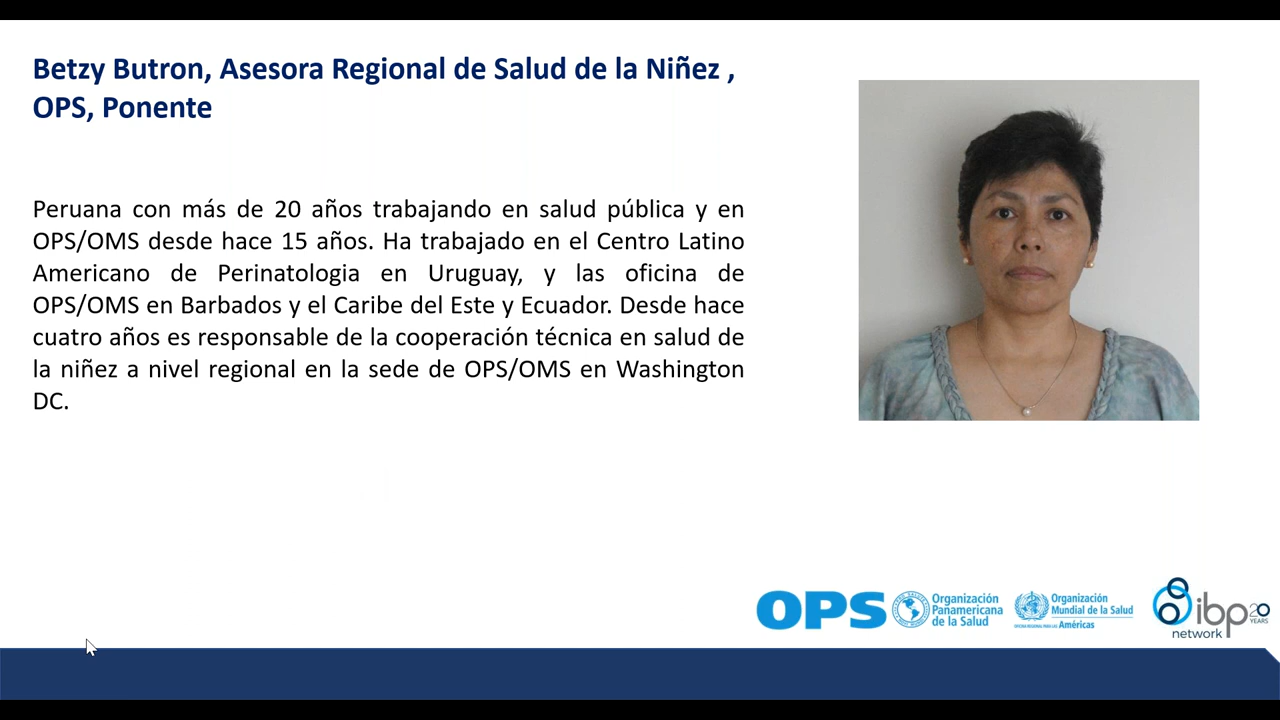 Betzy Butron, Asesora Regional de Salud de la Niñez ,
OPS, Ponente
Peruana con más de 20 años trabajando en salud pública y en
OPS/OMS desde hace 15 años. Ha trabajado en el Centro Latino
Americano de Perinatologia en Uruguay, y las oficina de
OPS/OMS en Barbados y el Caribe del Este y Ecuador. Desde hace
cuatro años es responsable de la cooperación técnica en salud de
la niñez a nivel regional en la sede de OPS/OMS en Washington
DC.
OPS
Organización
Panamericana
de la Salud
Organización
Mundial de la Salud
OFICINA REGIONAL PARA LAS Américas
ibp 20
YEARS
network